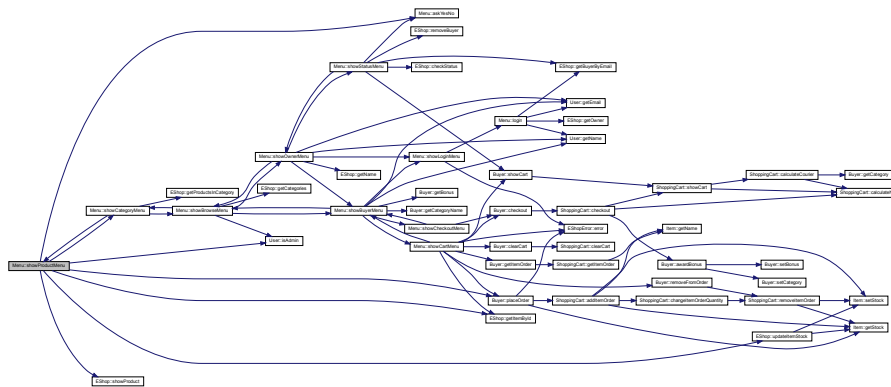 Menu::askYesNo
EShop::removeBuyer
Menu::showStatusMenu
EShop::checkStatus
EShop::getBuyerByEmail
User::getEmail
Menu::login
EShop::getOwner
User::getName
Menu::showOwnerMenu
Menu::showLoginMenu
EShop::getName
Buyer::showCart
ShoppingCart::calculateCourier
Buyer::getCategory
EShop::getProductsInCategory
EShop::getCategories
Buyer::getBonus
ShoppingCart::showCart
ShoppingCart::calculateN
Menu::showCategoryMenu
Menu::showBrowseMenu
Menu::showBuyerMenu
Buyer::getCategoryName
Buyer::checkout
ShoppingCart::checkout
Menu::showCheckoutMenu
EShopError::error
Item::getName
User::isAdmin
Menu::showCartMenu
Buyer::clearCart
ShoppingCart::clearCart
Menu::showProductMenu
Buyer::getItemOrder
ShoppingCart::getItemOrder
Buyer::awardBonus
Buyer::setBonus
Buyer::removeFromOrder
Buyer::setCategory
Buyer::placeOrder
ShoppingCart::addItemOrder
ShoppingCart::changeItemOrderQuantity
ShoppingCart::removeItemOrder
Item::setStock
EShop::getItemById
Item::getStock
EShop::updateItemStock
EShop::showProduct